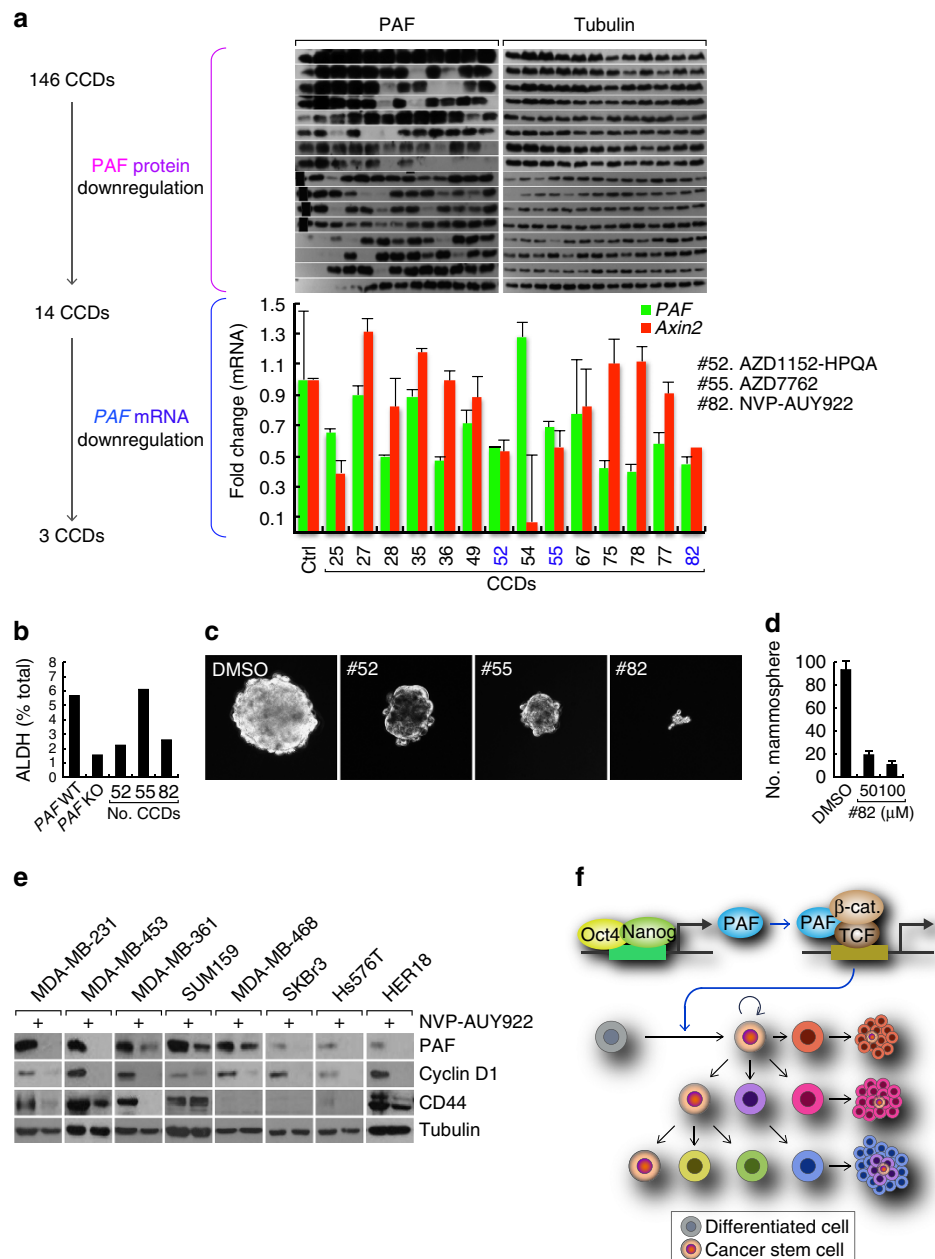 a
PAF
Tubulin
146 CCDs
PAF protein
downregulation
14 CCDs
PAF mRNA
downregulation
3 CCDs
Fold change (mRNA)
1.5
1.3
1.1
0.9
0.7
0.5
0.3
0.1
PAF
Axin2
#52. AZD1152-HPQA
#55. AZD7762
#82. NVP-AUY922
Ctrl 25 27 28 35 36 49 52 54 55 67 75 78 77 82
CCDs
b
ALDH (% total)
8
7
6
5
4
3
2
1
0
PAF WT
PAF KO
52 55 82
No. CCDs
c
DMSO
#52
#55
#82
d
No. mammosphere
100
80
60
40
20
0
DMSO
50100
#82 (μM)
e
MDA-MB-231
MDA-MB-453
MDA-MB-361
SUM159
MDA-MB-468
SKBr3
Hs576T
HER18
+ + + + + + + + NVP-AUY922
PAF
Cyclin D1
CD44
Tubulin
f
Oct4 Nanog
PAF
PAF
β-cat.
TCF
Differentiated cell
Cancer stem cell